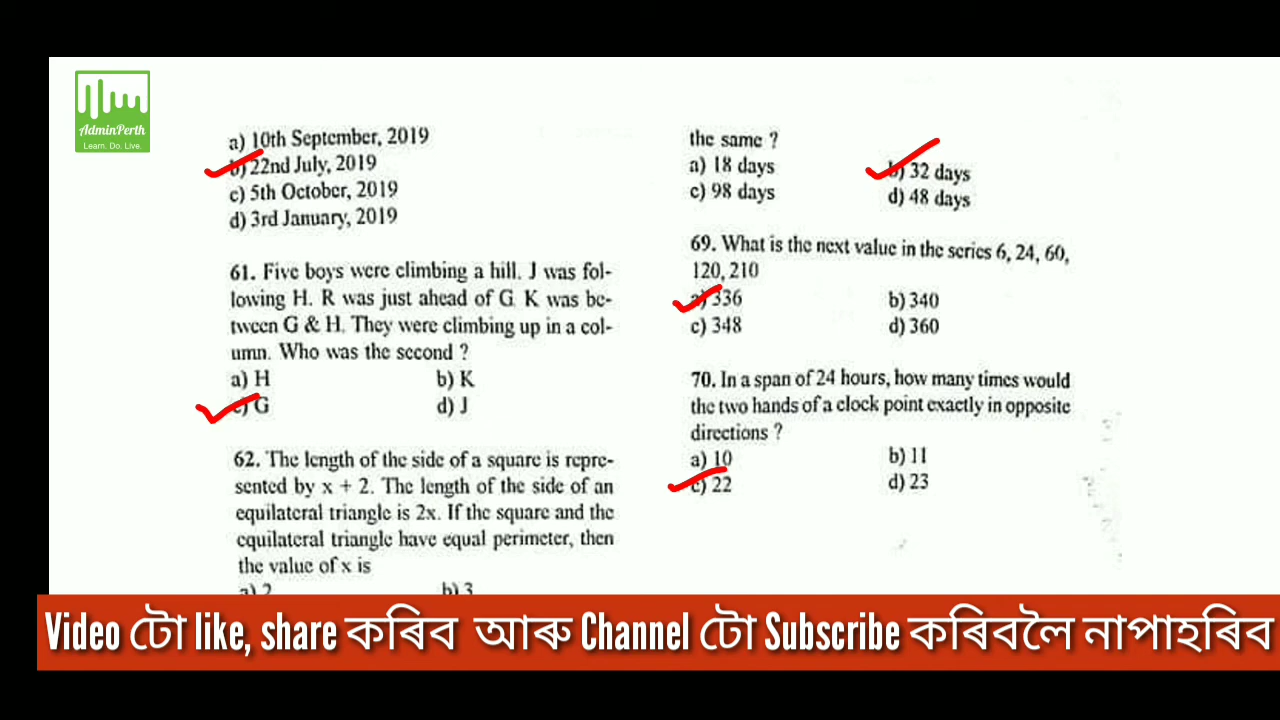 AdminPerth
Learn. Do. Live.
a) 10th September, 2019
b) 22nd July, 2019
c) 5th October, 2019
d) 3rd January, 2019
61. Five boys were climbing a hill. J was fol-
lowing H. R was just ahead of G. K was be-
tween G & H. They were climbing up in a col-
umn. Who was the second ?
a) H b) K
c) G d) J
62. The length of the side of a square is repre-
sented by x + 2. The length of the side of an
equilateral triangle is 2x. If the square and the
equilateral triangle have equal perimeter, then
the value of x is
a) 2 b) 3
the same ?
a) 18 days b) 32 days
c) 98 days d) 48 days
69. What is the next value in the series 6, 24, 60,
120, 210
a) 336 b) 340
c) 348 d) 360
70. In a span of 24 hours, how many times would
the two hands of a clock point exactly in opposite
directions ?
a) 10 b) 11
c) 22 d) 23
Video টো like, share কৰিব আৰু Channel টো Subscribe কৰিবলৈ নাপাহৰিব